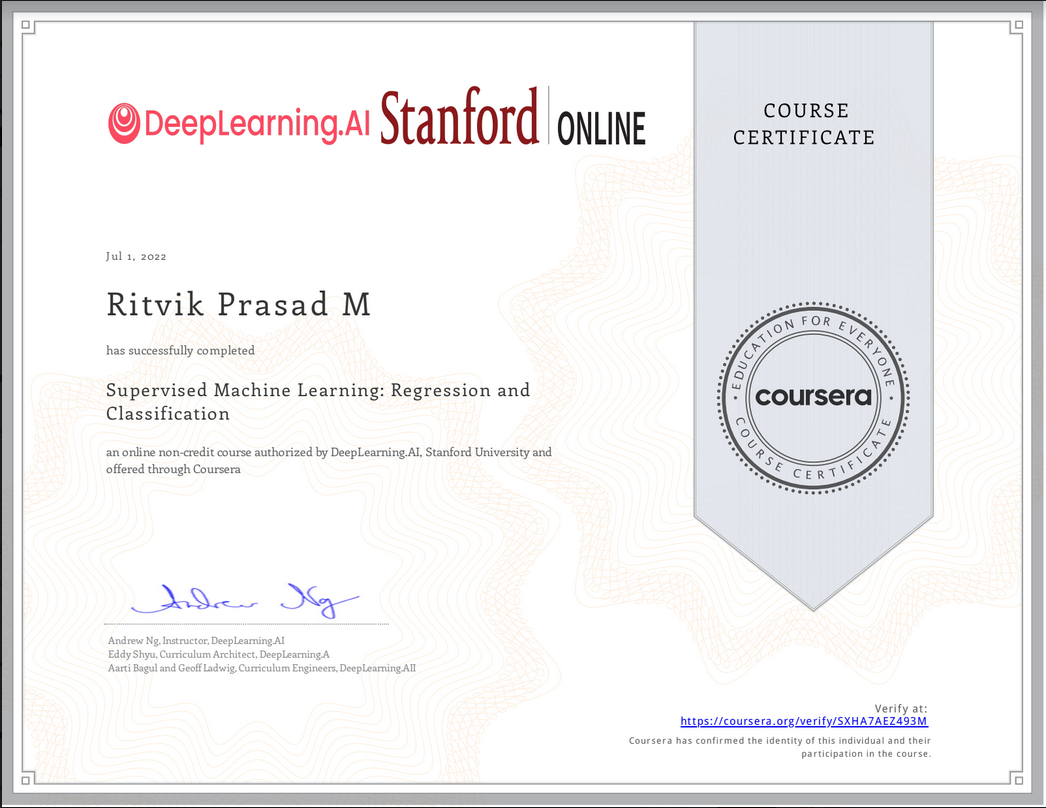 DeepLearning.AI Stanford ONLINE
COURSE
CERTIFICATE
Jul 1, 2022
Ritvik Prasad M
has successfully completed
Supervised Machine Learning: Regression and
Classification
an online non-credit course authorized by DeepLearning.AI, Stanford University and
offered through Coursera
EDUCATION FOR EVERYONE
coursera
COURSE CERTIFICATE
Andrew Ng
Andrew Ng, Instructor, DeepLearning.AI
Eddy Shyu, Curriculum Architect, DeepLearning.A
Aarti Bagul and Geoff Ladwig, Curriculum Engineers, DeepLearning.AII
Verify at:
https://coursera.org/verify/SXHA7AEZ493M
Coursera has confirmed the identity of this individual and their
participation in the course.